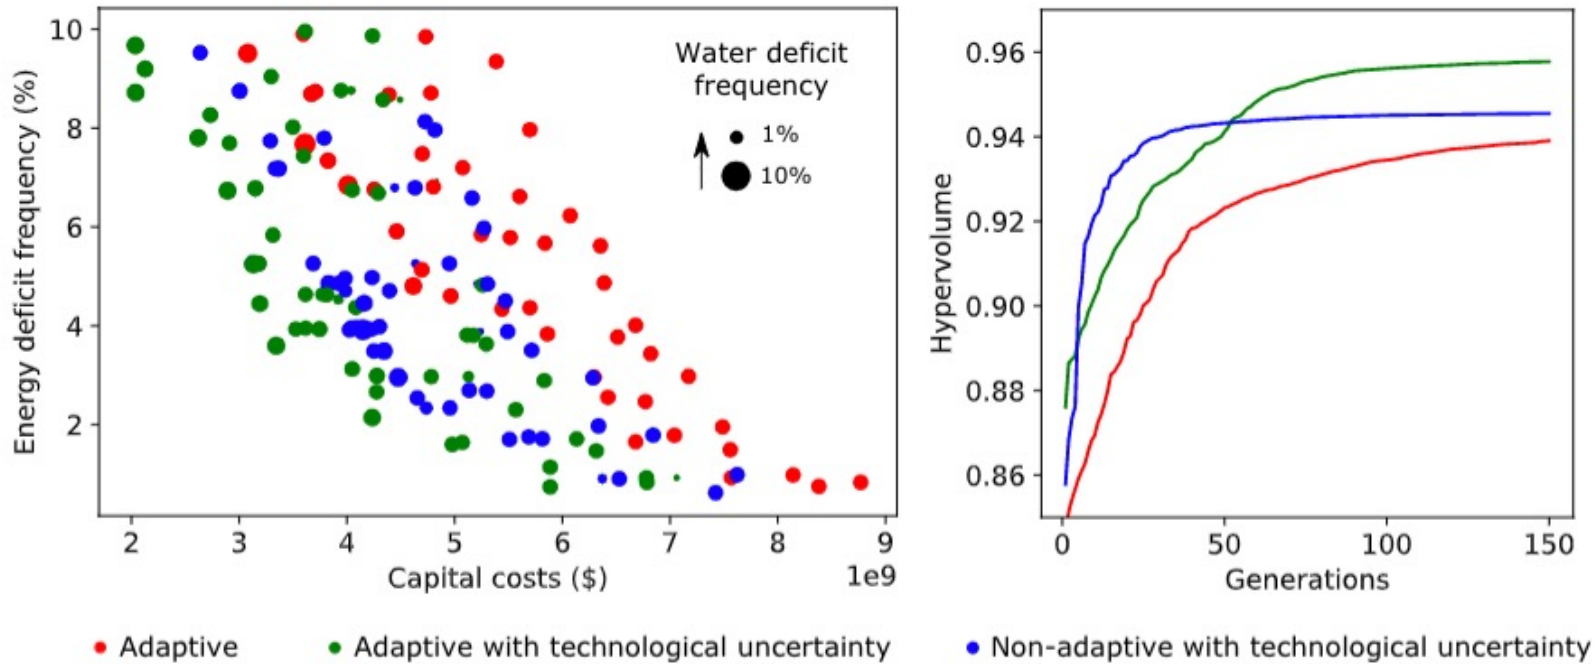 Energy deficit frequency (%)
10
8
6
4
2
Water deficit
frequency
1%
10%
2 3 4 5 6 7 8 9
1e9
Capital costs ($)
Hypervolume
0.96
0.94
0.92
0.90
0.88
0.86
0 50 100 150
Generations
Adaptive
Adaptive with technological uncertainty
Non-adaptive with technological uncertainty